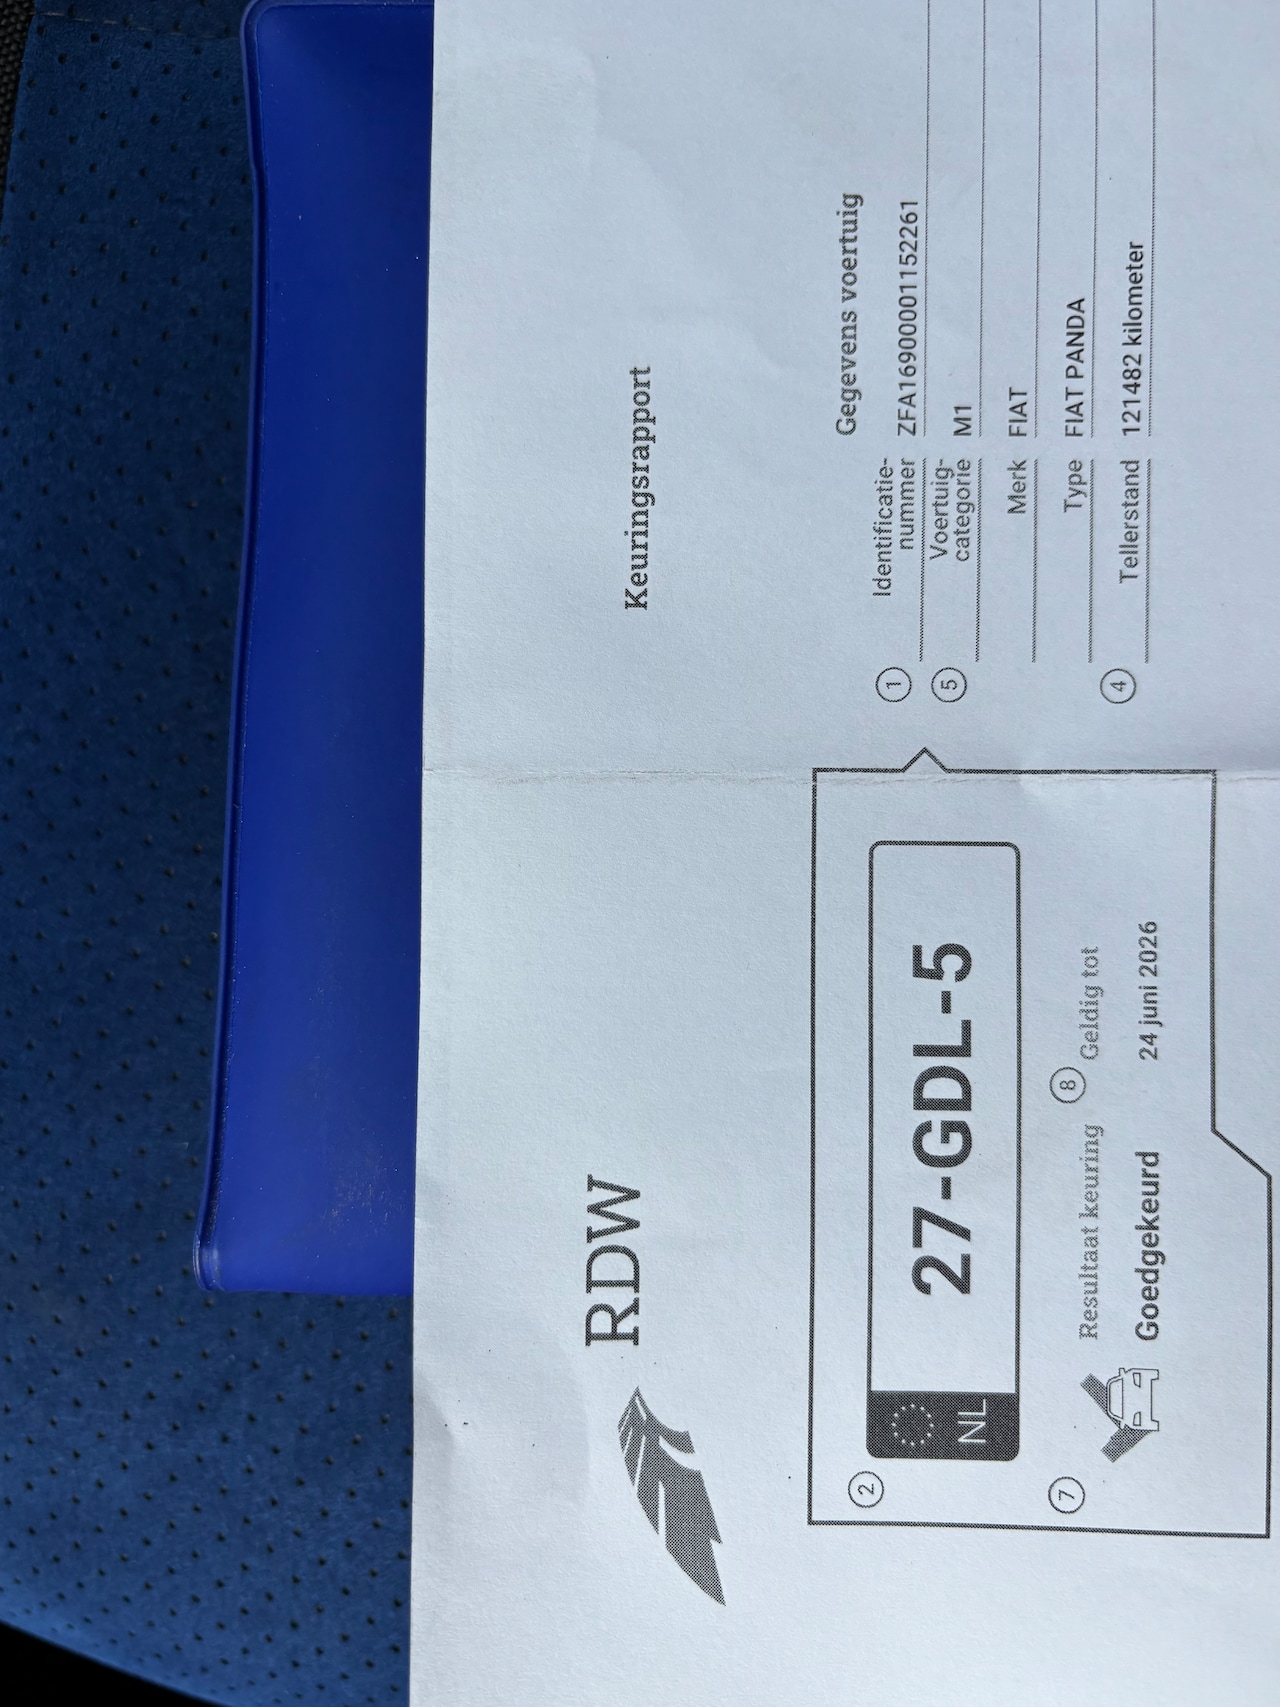 RDW
Keuringsrapport
2
NL
27-GDL-5
7
Resultaat keuring
Goedgekeurd
8
Geldig tot
24 juni 2026
Gegevens voertuig
1
Identificatie-
nummer
ZFA16900001152261
5
Voertuig-
categorie
M1
Merk
FIAT
Type
FIAT PANDA
4
Tellerstand
121482 kilometer